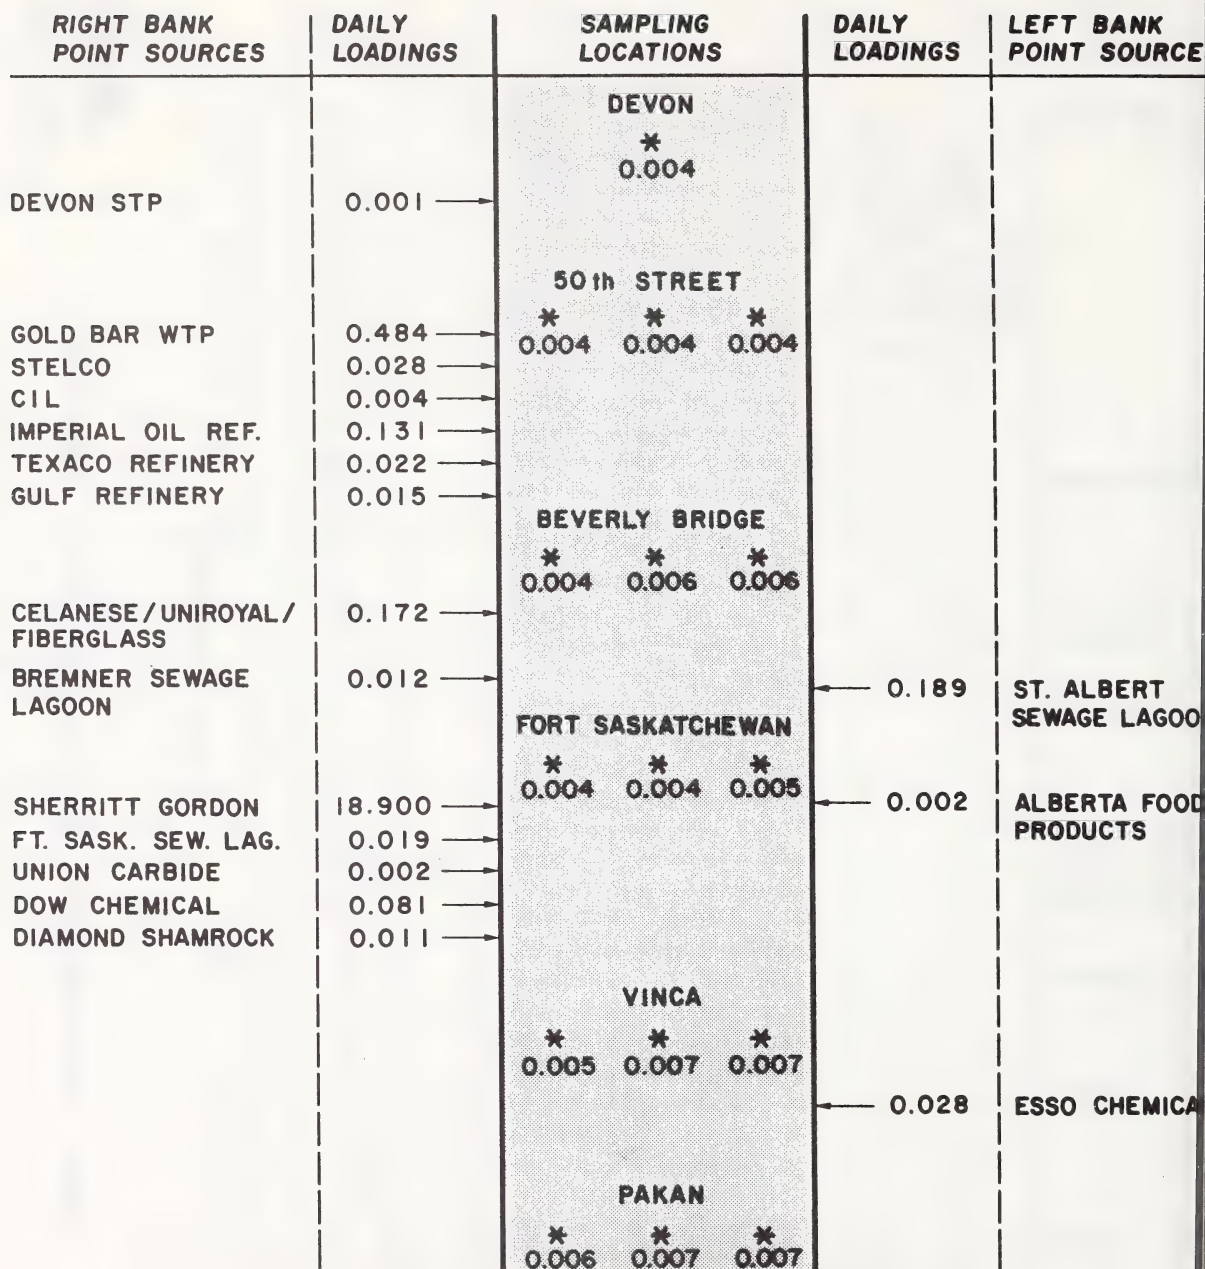 RIGHT BANK DAILY SAMPLING DAILY LEFT BANK
POINT SOURCES LOADINGS LOCATIONS LOADINGS POINT SOURCE
DEVON
*
0.004
DEVON STP 0.001
50th STREET
* * *
GOLD BAR WTP 0.484 0.004 0.004 0.004
STELCO 0.028
CIL 0.004
IMPERIAL OIL REF. 0.131
TEXACO REFINERY 0.022
GULF REFINERY 0.015
BEVERLY BRIDGE
* * *
0.004 0.006 0.006
CELANESE/UNIROYAL/ 0.172
FIBERGLASS
BREMNER SEWAGE 0.012 0.189 ST. ALBERT
LAGOON SEWAGE LAGOO
FORT SASKATCHEWAN
* * *
0.004 0.004 0.005
SHERRITT GORDON 18.900 0.002 ALBERTA FOOD
PRODUCTS
FT. SASK. SEW. LAG. 0.019
UNION CARBIDE 0.002
DOW CHEMICAL 0.081
DIAMOND SHAMROCK 0.011
VINCA
* * *
0.005 0.007 0.007
0.028 ESSO CHEMICA
PAKAN
* * *
0.006 0.007 0.007